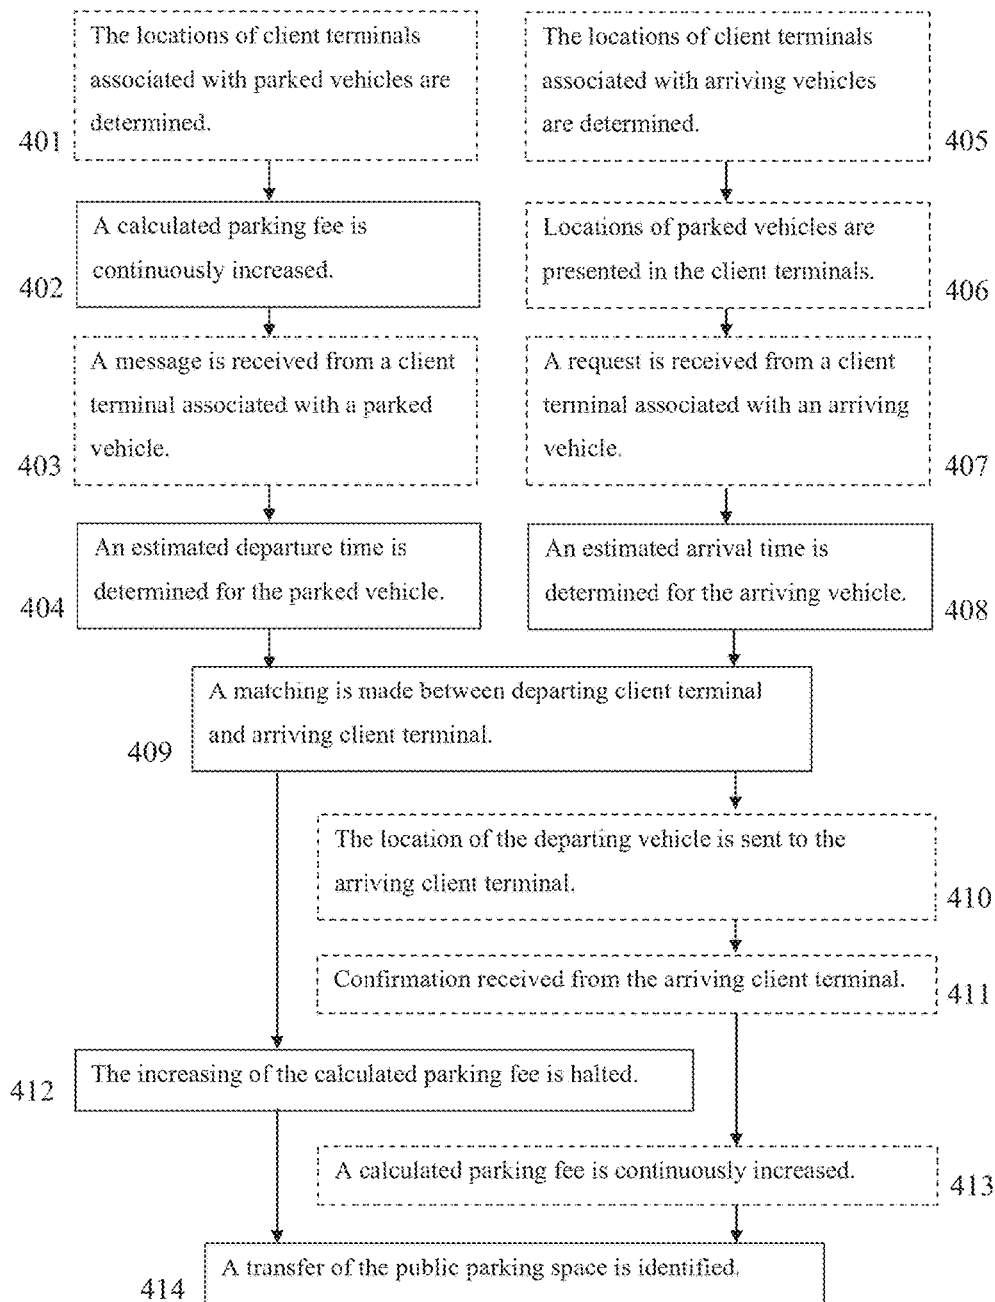 The locations of client terminals
associated with parked vehicles are
determined.
401
A calculated parking fee is
continuously increased.
402
A message is received from a client
terminal associated with a parked
vehicle.
403
An estimated departure time is
determined for the parked vehicle.
404
The locations of client terminals
associated with arriving vehicles
are determined.
405
Locations of parked vehicles are
presented in the client terminals.
406
A request is received from a client
terminal associated with an arriving
vehicle.
407
An estimated arrival time is
determined for the arriving vehicle.
408
A matching is made between departing client terminal
and arriving client terminal.
409
The location of the departing vehicle is sent to the
arriving client terminal.
410
Confirmation received from the arriving client terminal.
411
The increasing of the calculated parking fee is halted.
412
A calculated parking fee is continuously increased.
413
A transfer of the public parking space is identified.
414